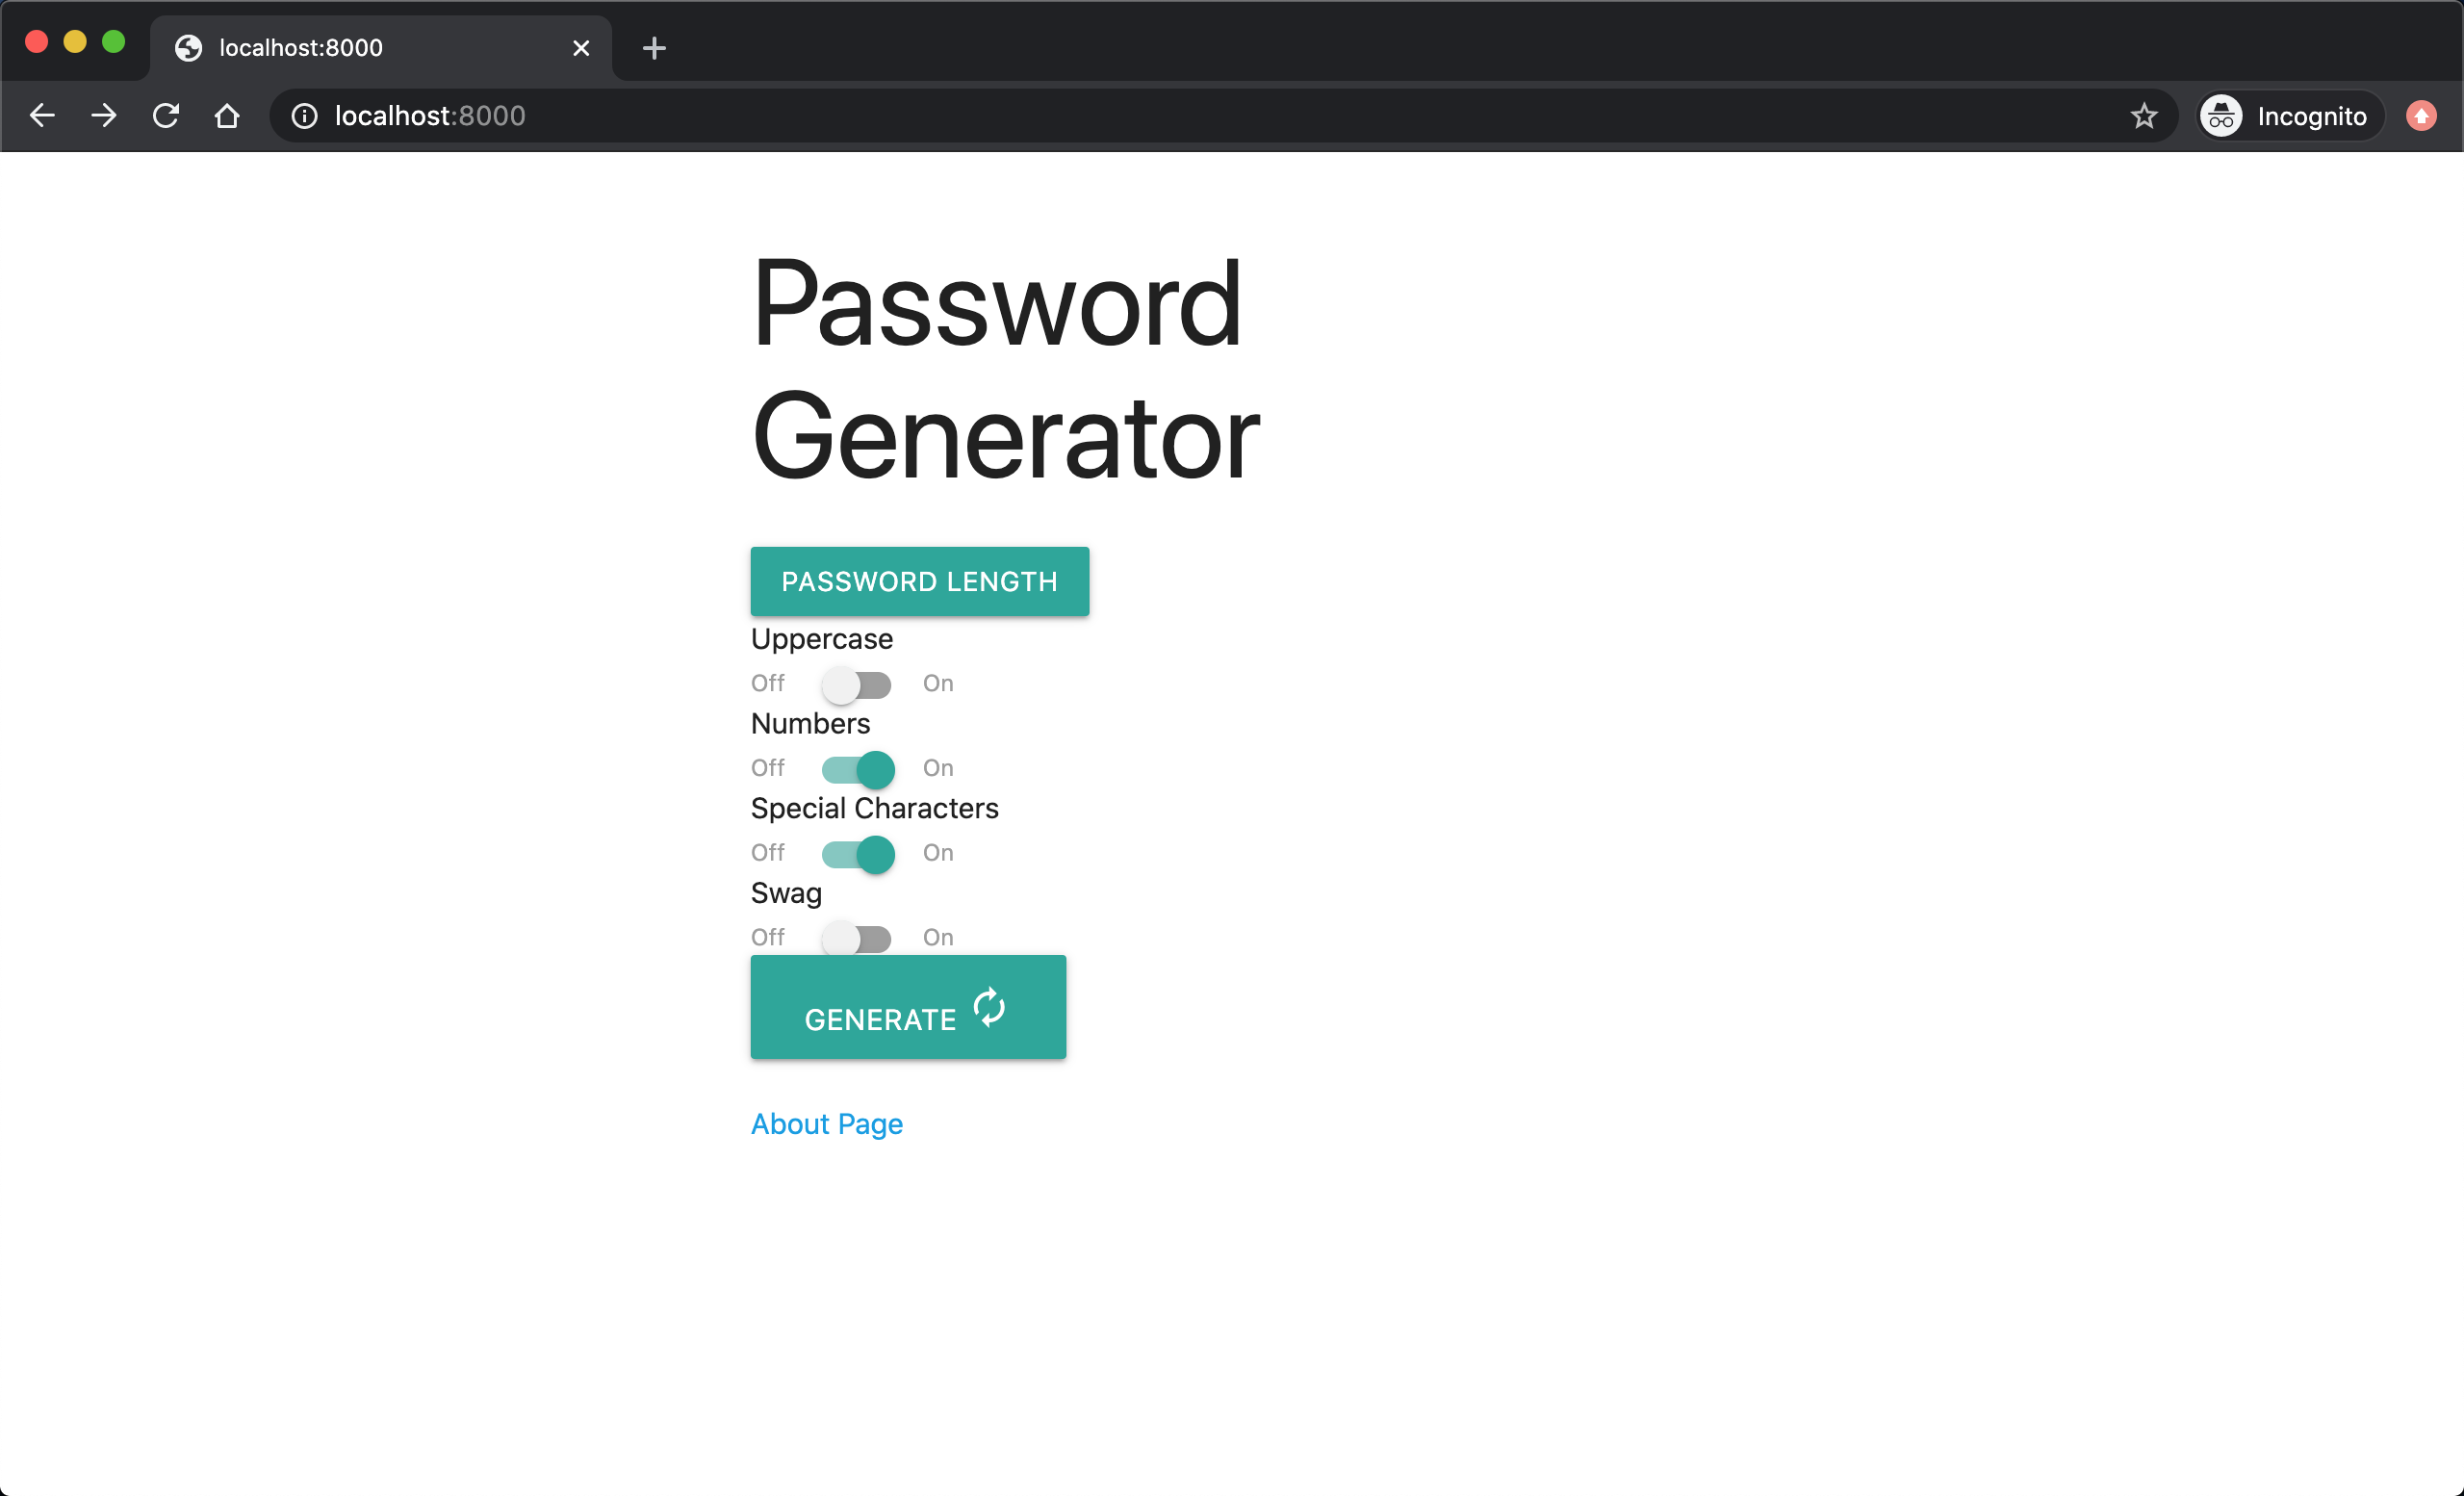 localhost:8000
localhost:8000
Incognito
Password
Generator
PASSWORD LENGTH
Uppercase
Off On
Numbers
Off On
Special Characters
Off On
Swag
Off On
GENERATE
About Page